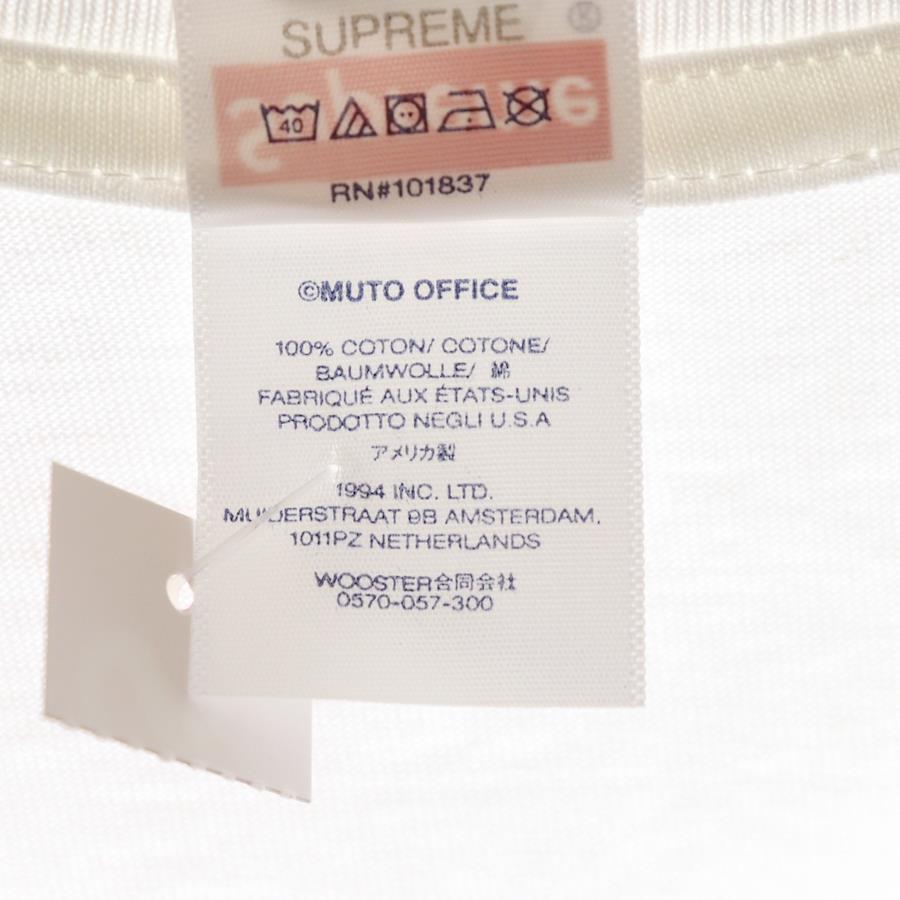 SUPREME ®
Supreme
40
RN#101837
©MUTO OFFICE
100% COTON/ COTONE/
BAUMWOLLE/ 綿
FABRIQUÉ AUX ÉTATS-UNIS
PRODOTTO NEGLI U.S.A
アメリカ製
1994 INC. LTD.
MUIDERSTRAAT 9B AMSTERDAM,
1011PZ NETHERLANDS
WOOSTER合同会社
0570-057-300